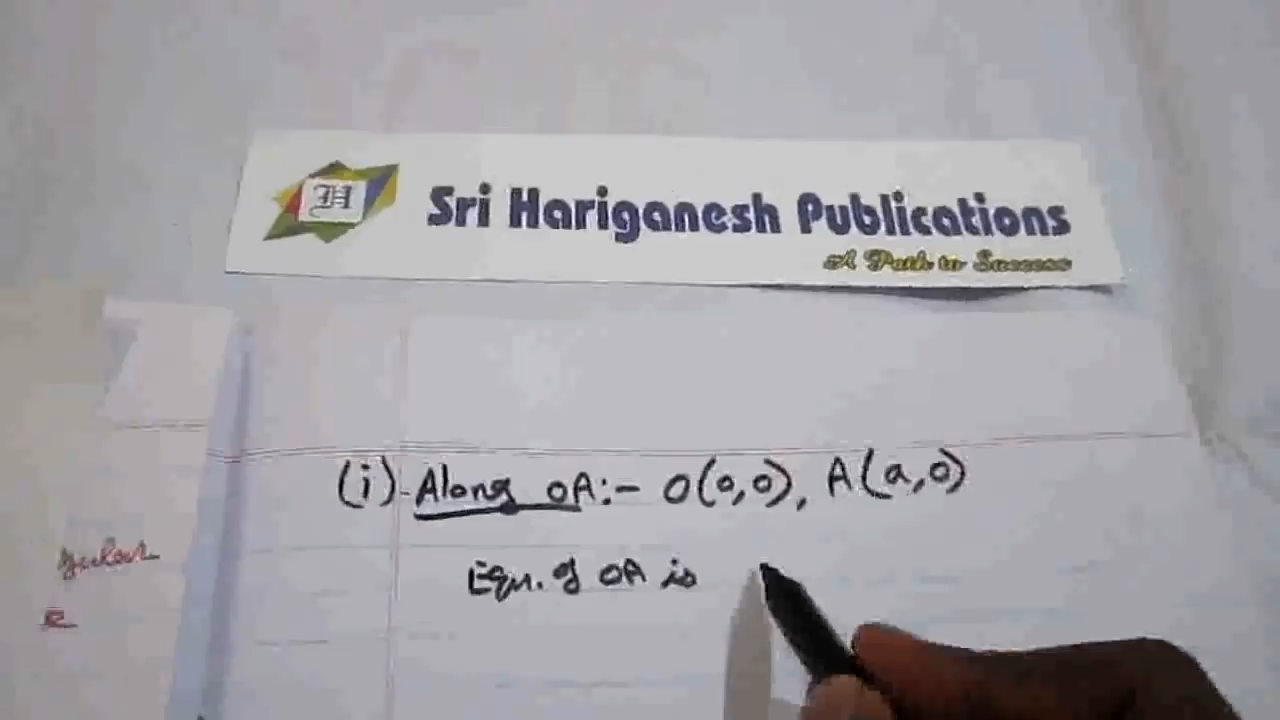 H
Sri Hariganesh Publications
A Path to Success
(i) Along OA:- O(0,0), A(a,0)
Eqn. of OA is